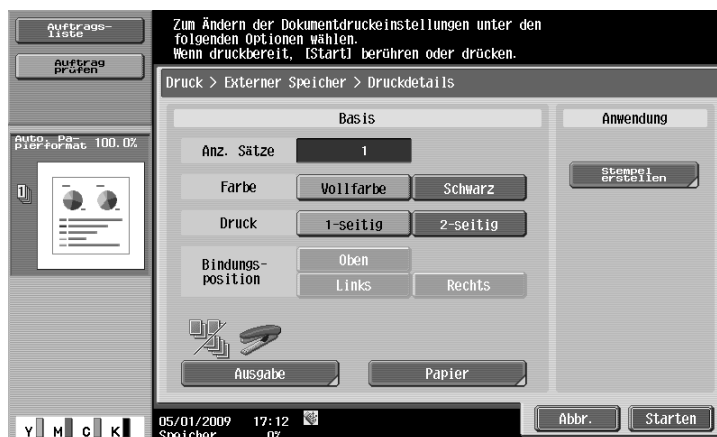 Auftrags-
liste
Auftrag
prüfen
Auto. Pa-
pierformat 100.0%
Zum Ändern der Dokumentdruckeinstellungen unter den
folgenden Optionen wählen.
Wenn druckbereit, [Start] berühren oder drücken.
Druck > Externer Speicher > Druckdetails
Basis
Anwendung
Anz. Sätze 1
Stempel
erstellen
Farbe Vollfarbe Schwarz
Druck 1-seitig 2-seitig
Bindungs-
position
Oben
Links Rechts
Ausgabe Papier
Y M C K
05/01/2009 17:12
Speicher 0%
Abbr. Starten